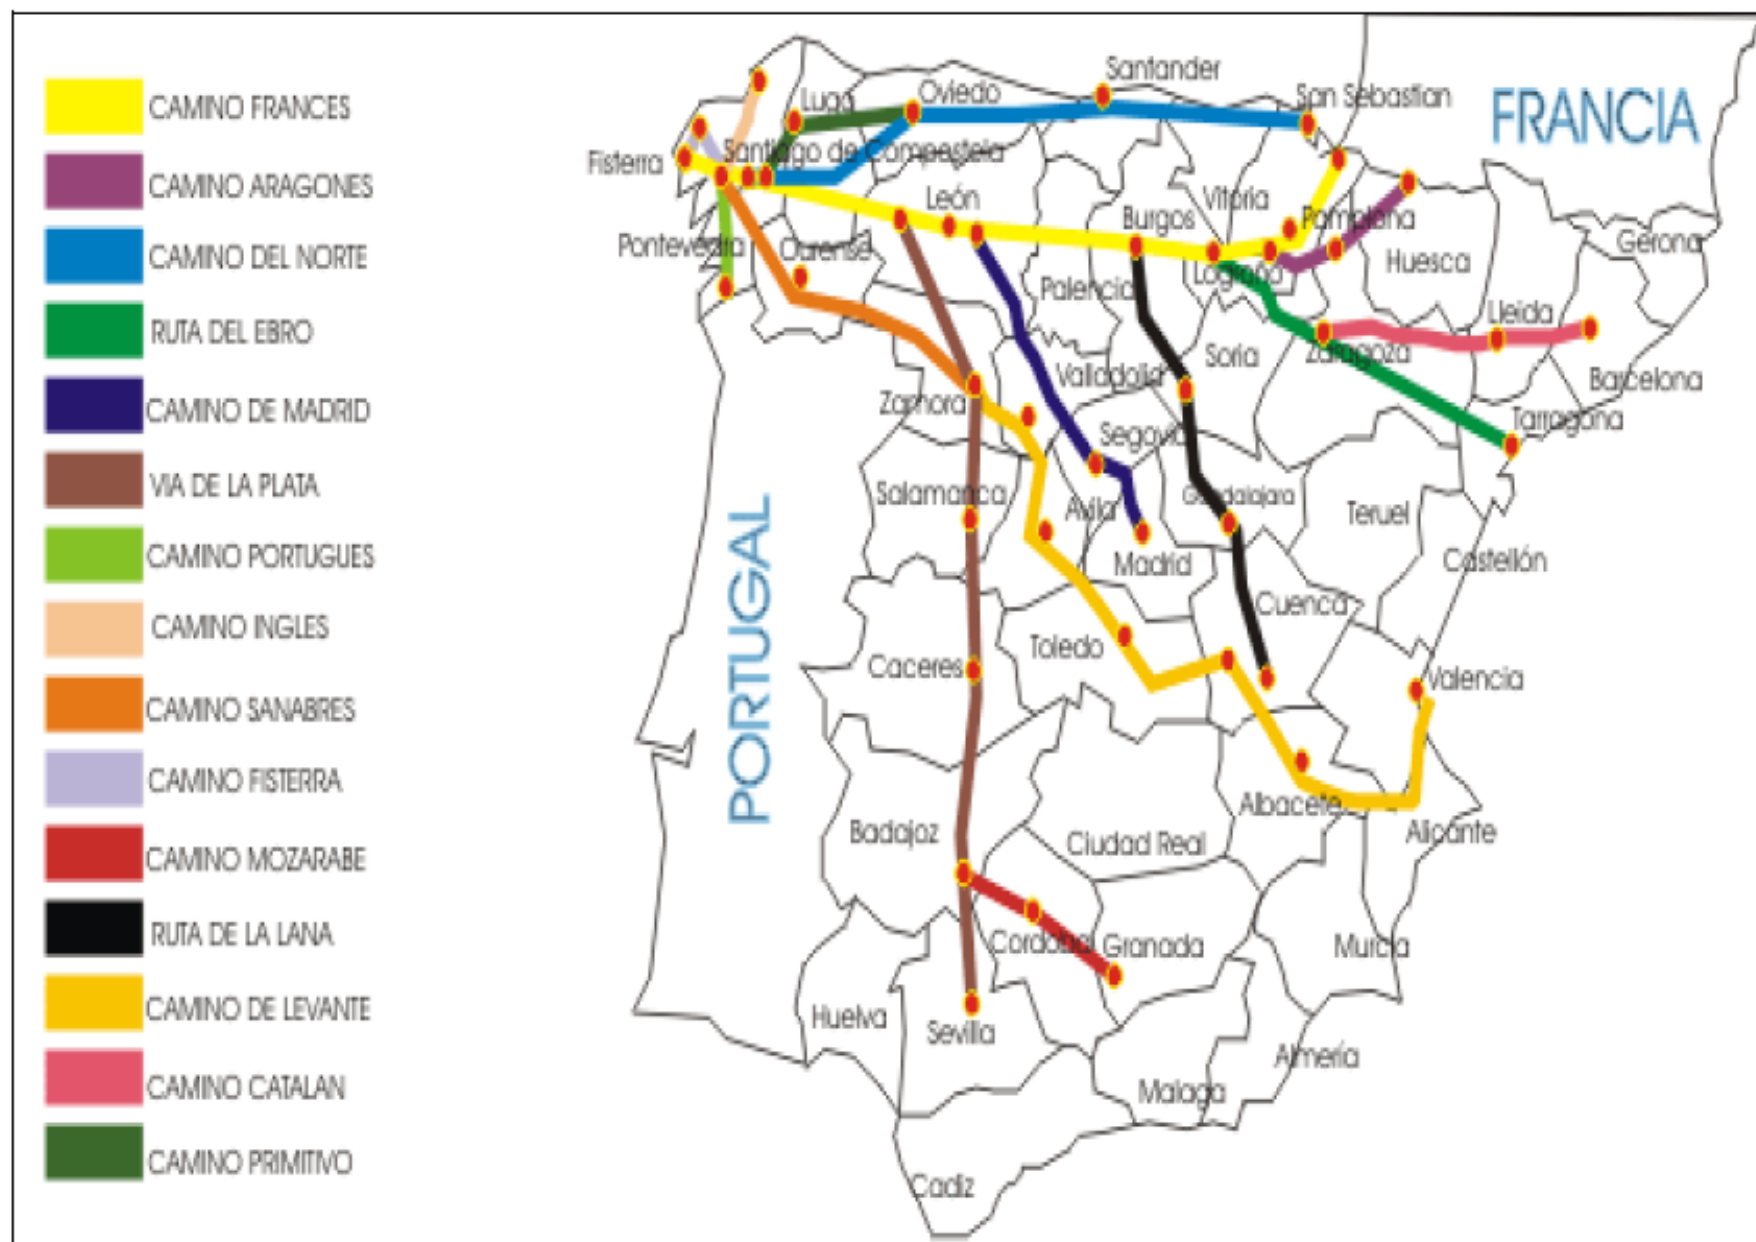 CAMINO FRANCES
CAMINO ARAGONES
CAMINO DEL NORTE
RUTA DEL EBRO
CAMINO DE MADRID
VIA DE LA PLATA
CAMINO PORTUGUES
CAMINO INGLES
CAMINO SANABRES
CAMINO FISTERRA
CAMINO MOZARABE
RUTA DE LA LANA
CAMINO DE LEVANTE
CAMINO CATALAN
CAMINO PRIMITIVO
FRANCIA
PORTUGAL
Santander
Oviedo
San Sebastian
Lugo
Santiago de Compostela
Fisterra
León
Vitoria
Burgos
Pamplona
Pontevedra
Ourense
Logroño
Huesca
Gerona
Palencia
Lleida
Soria
Zaragoza
Valladolid
Barcelona
Zamora
Tarragona
Segovia
Salamanca
Avila
Guadalajara
Teruel
Madrid
Castellón
Cuenca
Toledo
Caceres
Valencia
Albacete
Badajoz
Ciudad Real
Alicante
Cordoba
Granada
Murcia
Huelva
Sevilla
Almería
Malaga
Cadiz